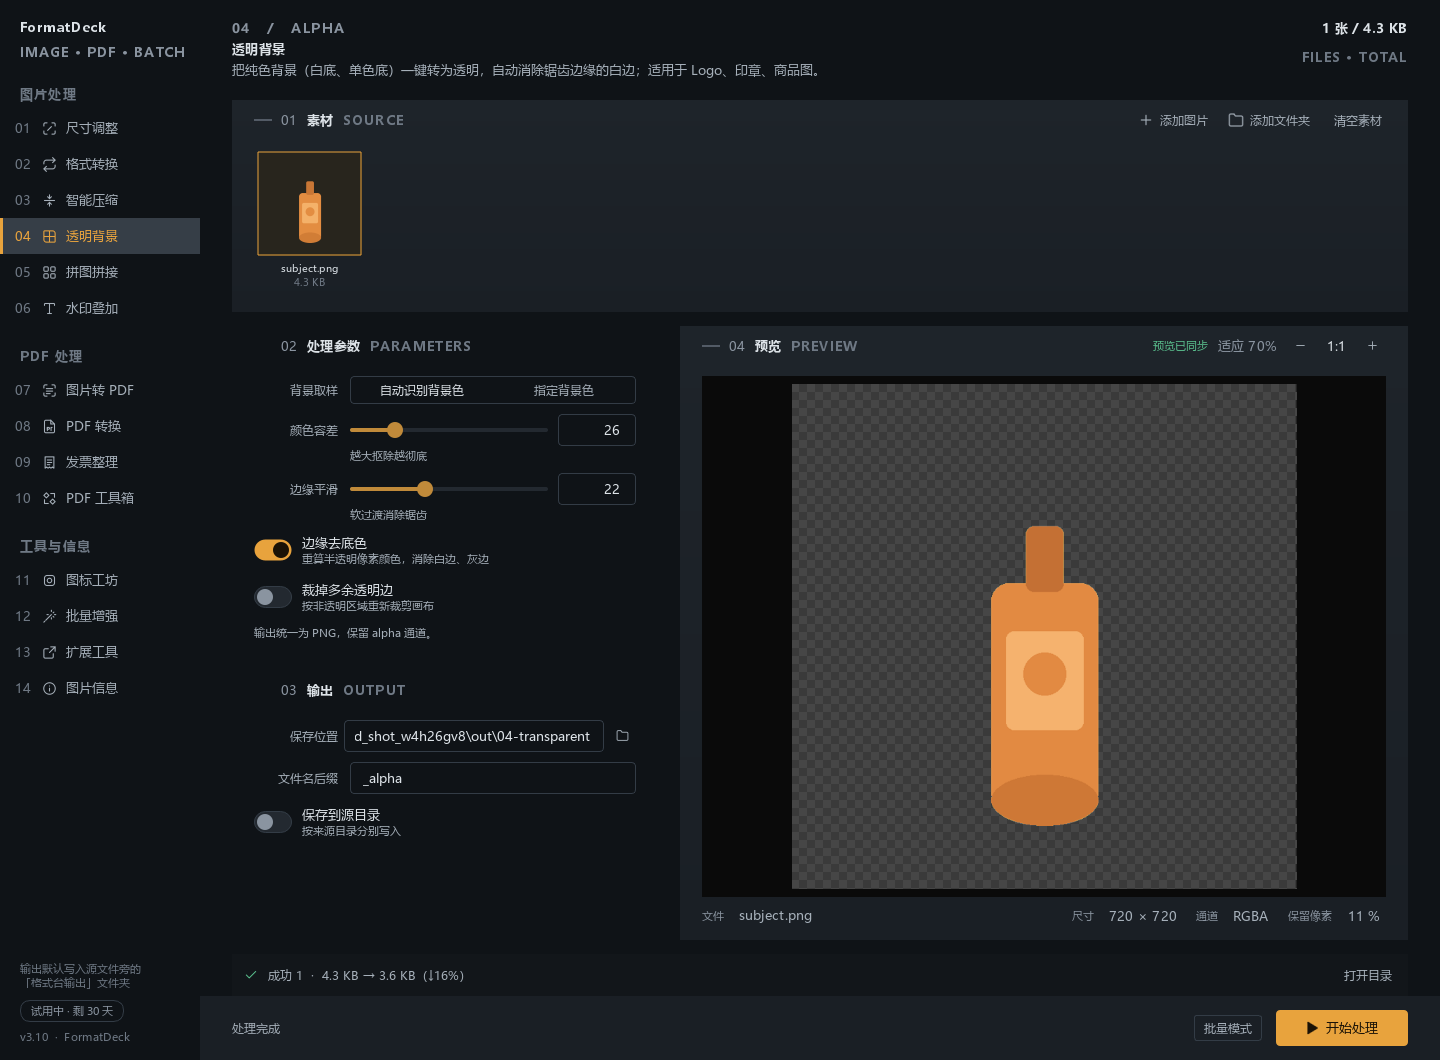 FormatDeck
IMAGE • PDF • BATCH
图片处理
01 尺寸调整
02 格式转换
03 智能压缩
04 透明背景
05 拼图拼接
06 水印叠加
PDF 处理
07 图片转 PDF
08 PDF 转换
09 发票整理
10 PDF 工具箱
工具与信息
11 图标工坊
12 批量增强
13 扩展工具
14 图片信息
输出默认写入源文件旁的
「格式台输出」文件夹
试用中 · 剩 30 天
v3.10 · FormatDeck
04 / ALPHA
透明背景
把纯色背景（白底、单色底）一键转为透明，自动消除锯齿边缘的白边；适用于 Logo、印章、商品图。
1 张 / 4.3 KB
FILES • TOTAL
01 素材 SOURCE
添加图片 添加文件夹 清空素材
subject.png
4.3 KB
02 处理参数 PARAMETERS
背景取样 自动识别背景色 指定背景色
颜色容差 26
越大抠除越彻底
边缘平滑 22
软过渡消除锯齿
边缘去底色
重算半透明像素颜色，消除白边、灰边
裁掉多余透明边
按非透明区域重新裁剪画布
输出统一为 PNG，保留 alpha 通道。
03 输出 OUTPUT
保存位置 d_shot_w4h26gv8\out\04-transparent
文件名后缀 _alpha
保存到源目录
按来源目录分别写入
04 预览 PREVIEW
预览已同步 适应 70% − 1:1 +
文件 subject.png 尺寸 720 × 720 通道 RGBA 保留像素 11 %
成功 1 · 4.3 KB → 3.6 KB (↓16%)
打开目录
处理完成
批量模式
开始处理